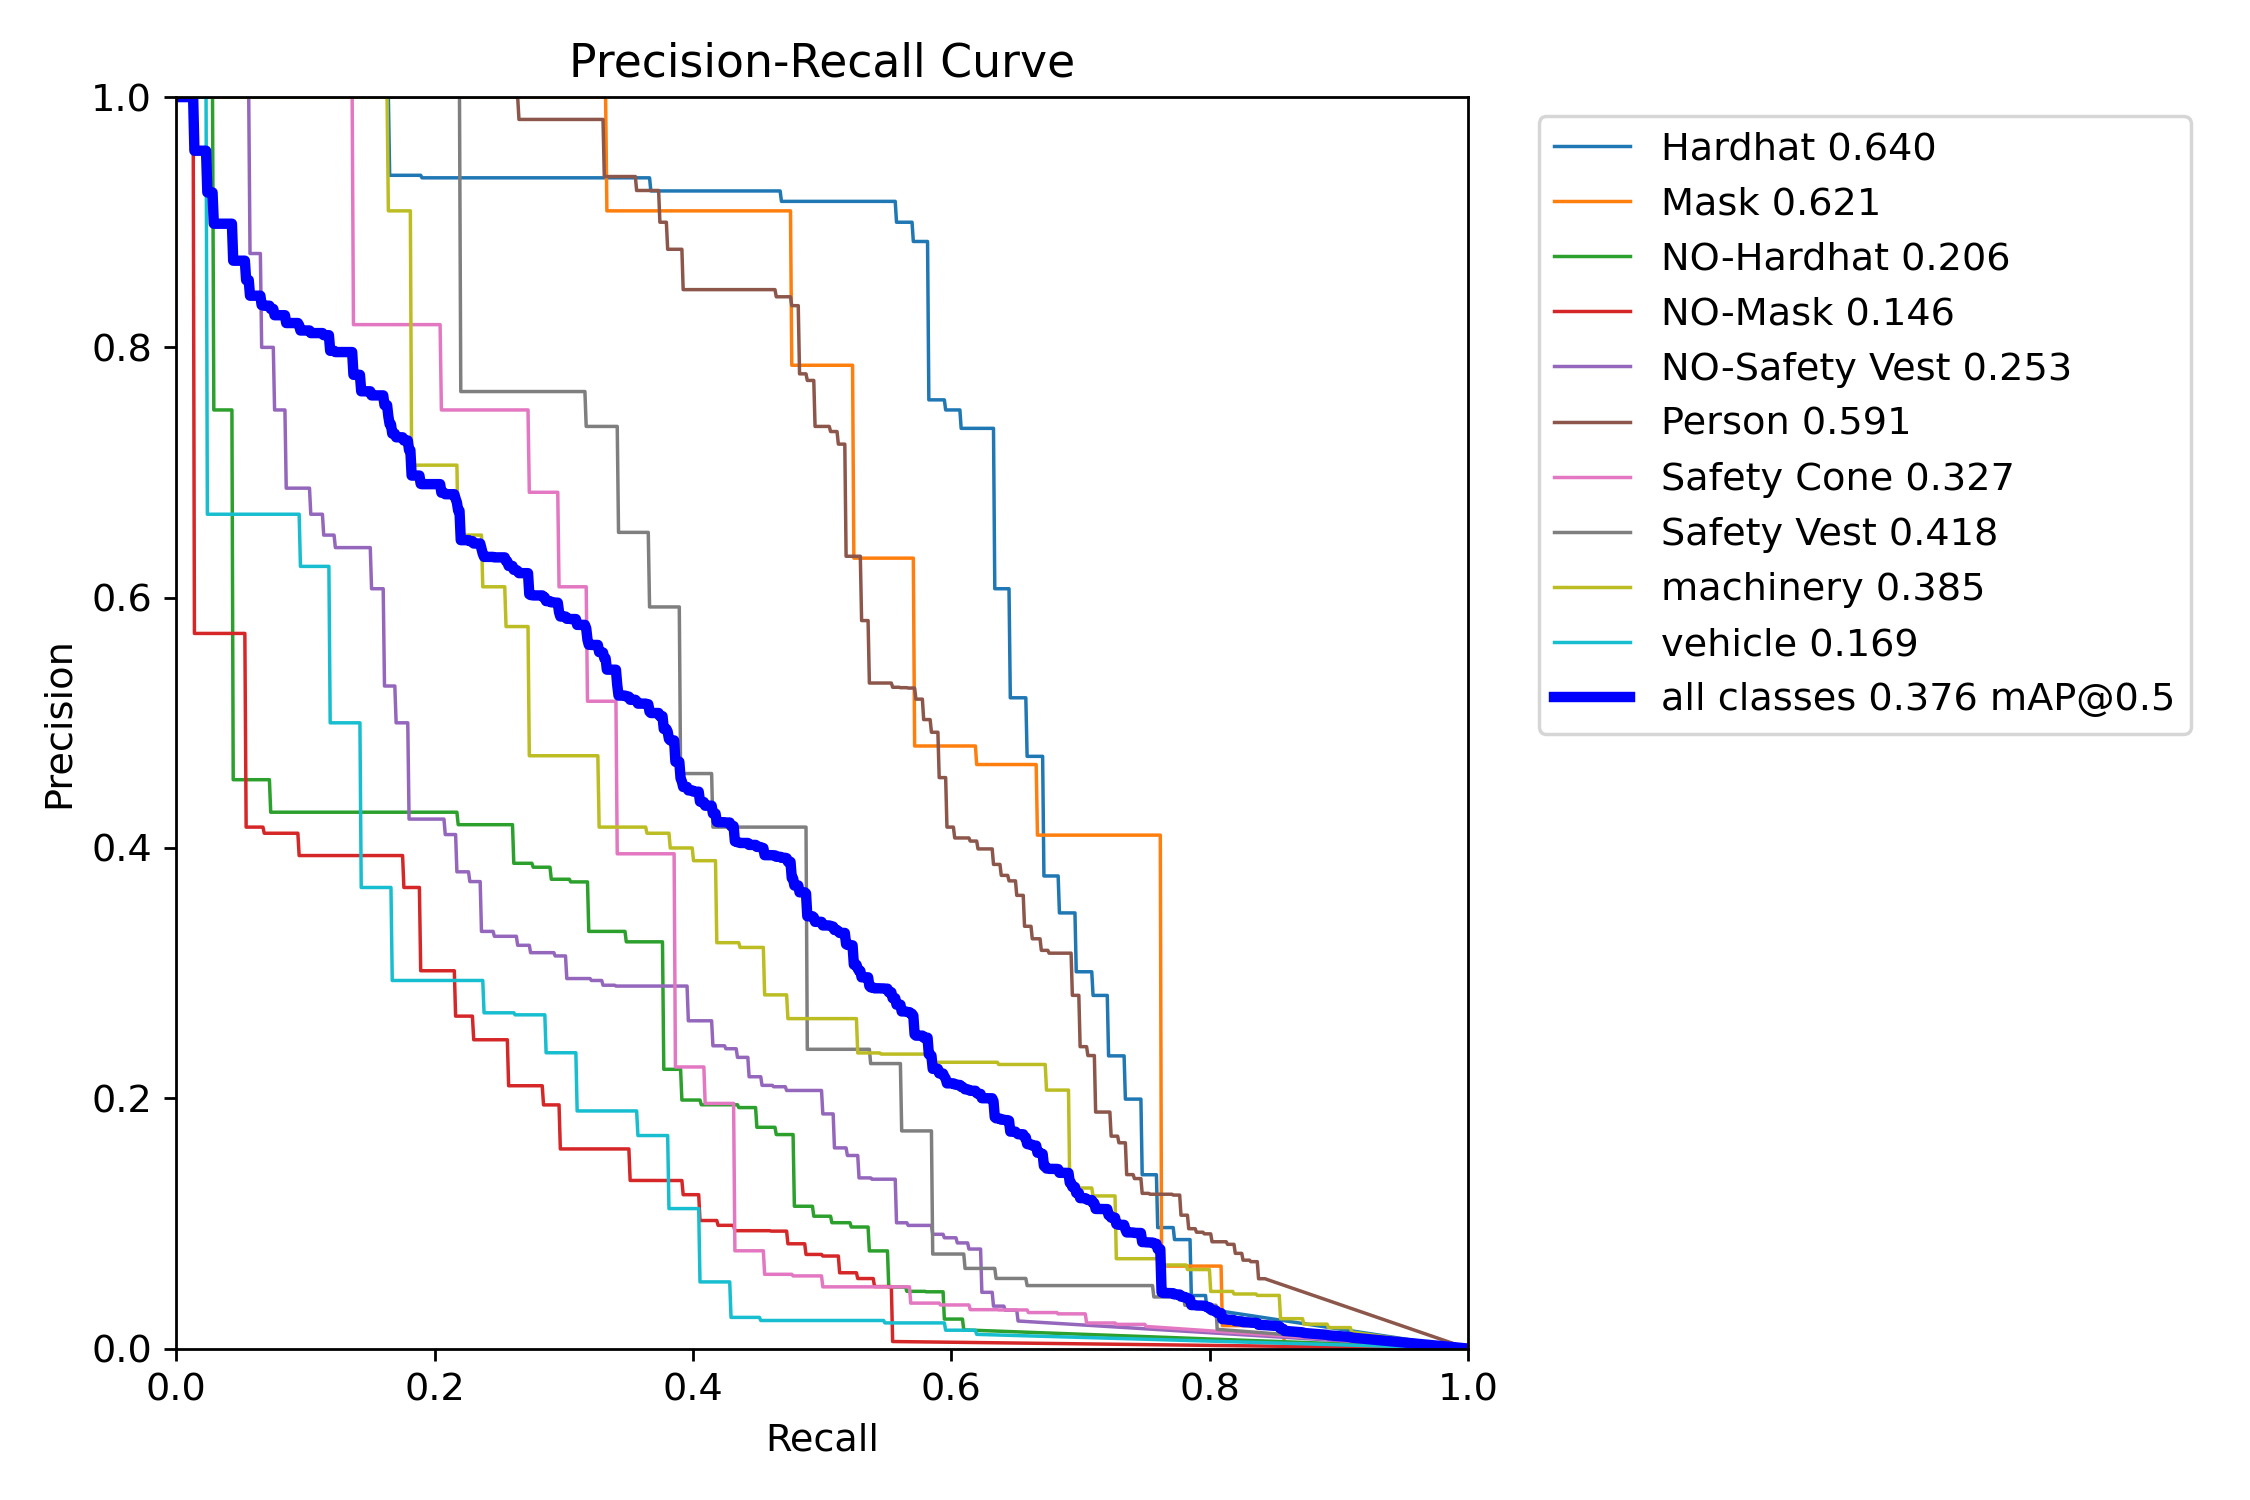 Precision-Recall Curve
1.0
0.8
0.6
0.4
0.2
0.0
Precision
0.0 0.2 0.4 0.6 0.8 1.0
Recall
Hardhat 0.640
Mask 0.621
NO-Hardhat 0.206
NO-Mask 0.146
NO-Safety Vest 0.253
Person 0.591
Safety Cone 0.327
Safety Vest 0.418
machinery 0.385
vehicle 0.169
all classes 0.376 mAP@0.5